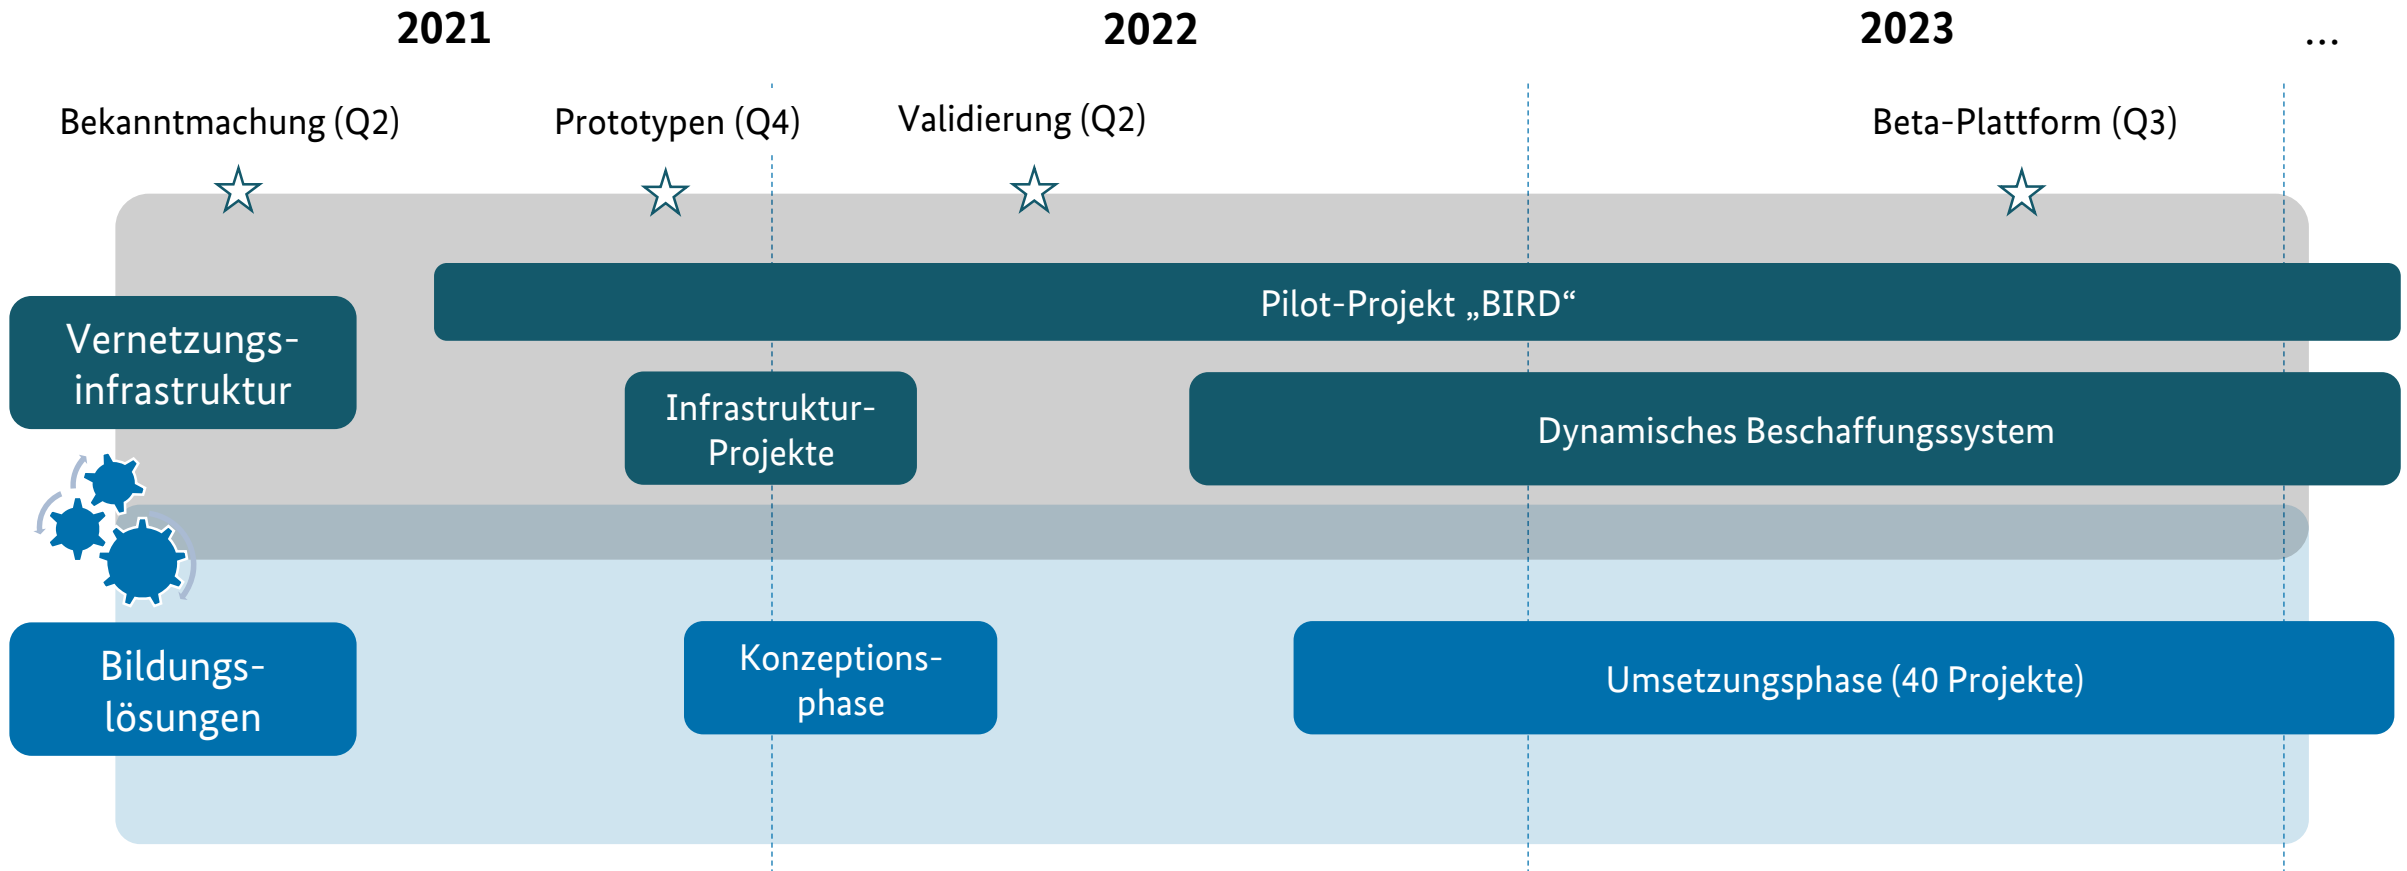 2021
2022
2023
...
Bekanntmachung (Q2)
Prototypen (Q4)
Validierung (Q2)
Beta-Plattform (Q3)
Pilot-Projekt „BIRD“
Vernetzungs-
infrastruktur
Infrastruktur-
Projekte
Dynamisches Beschaffungssystem
Bildungs-
lösungen
Konzeptions-
phase
Umsetzungsphase (40 Projekte)